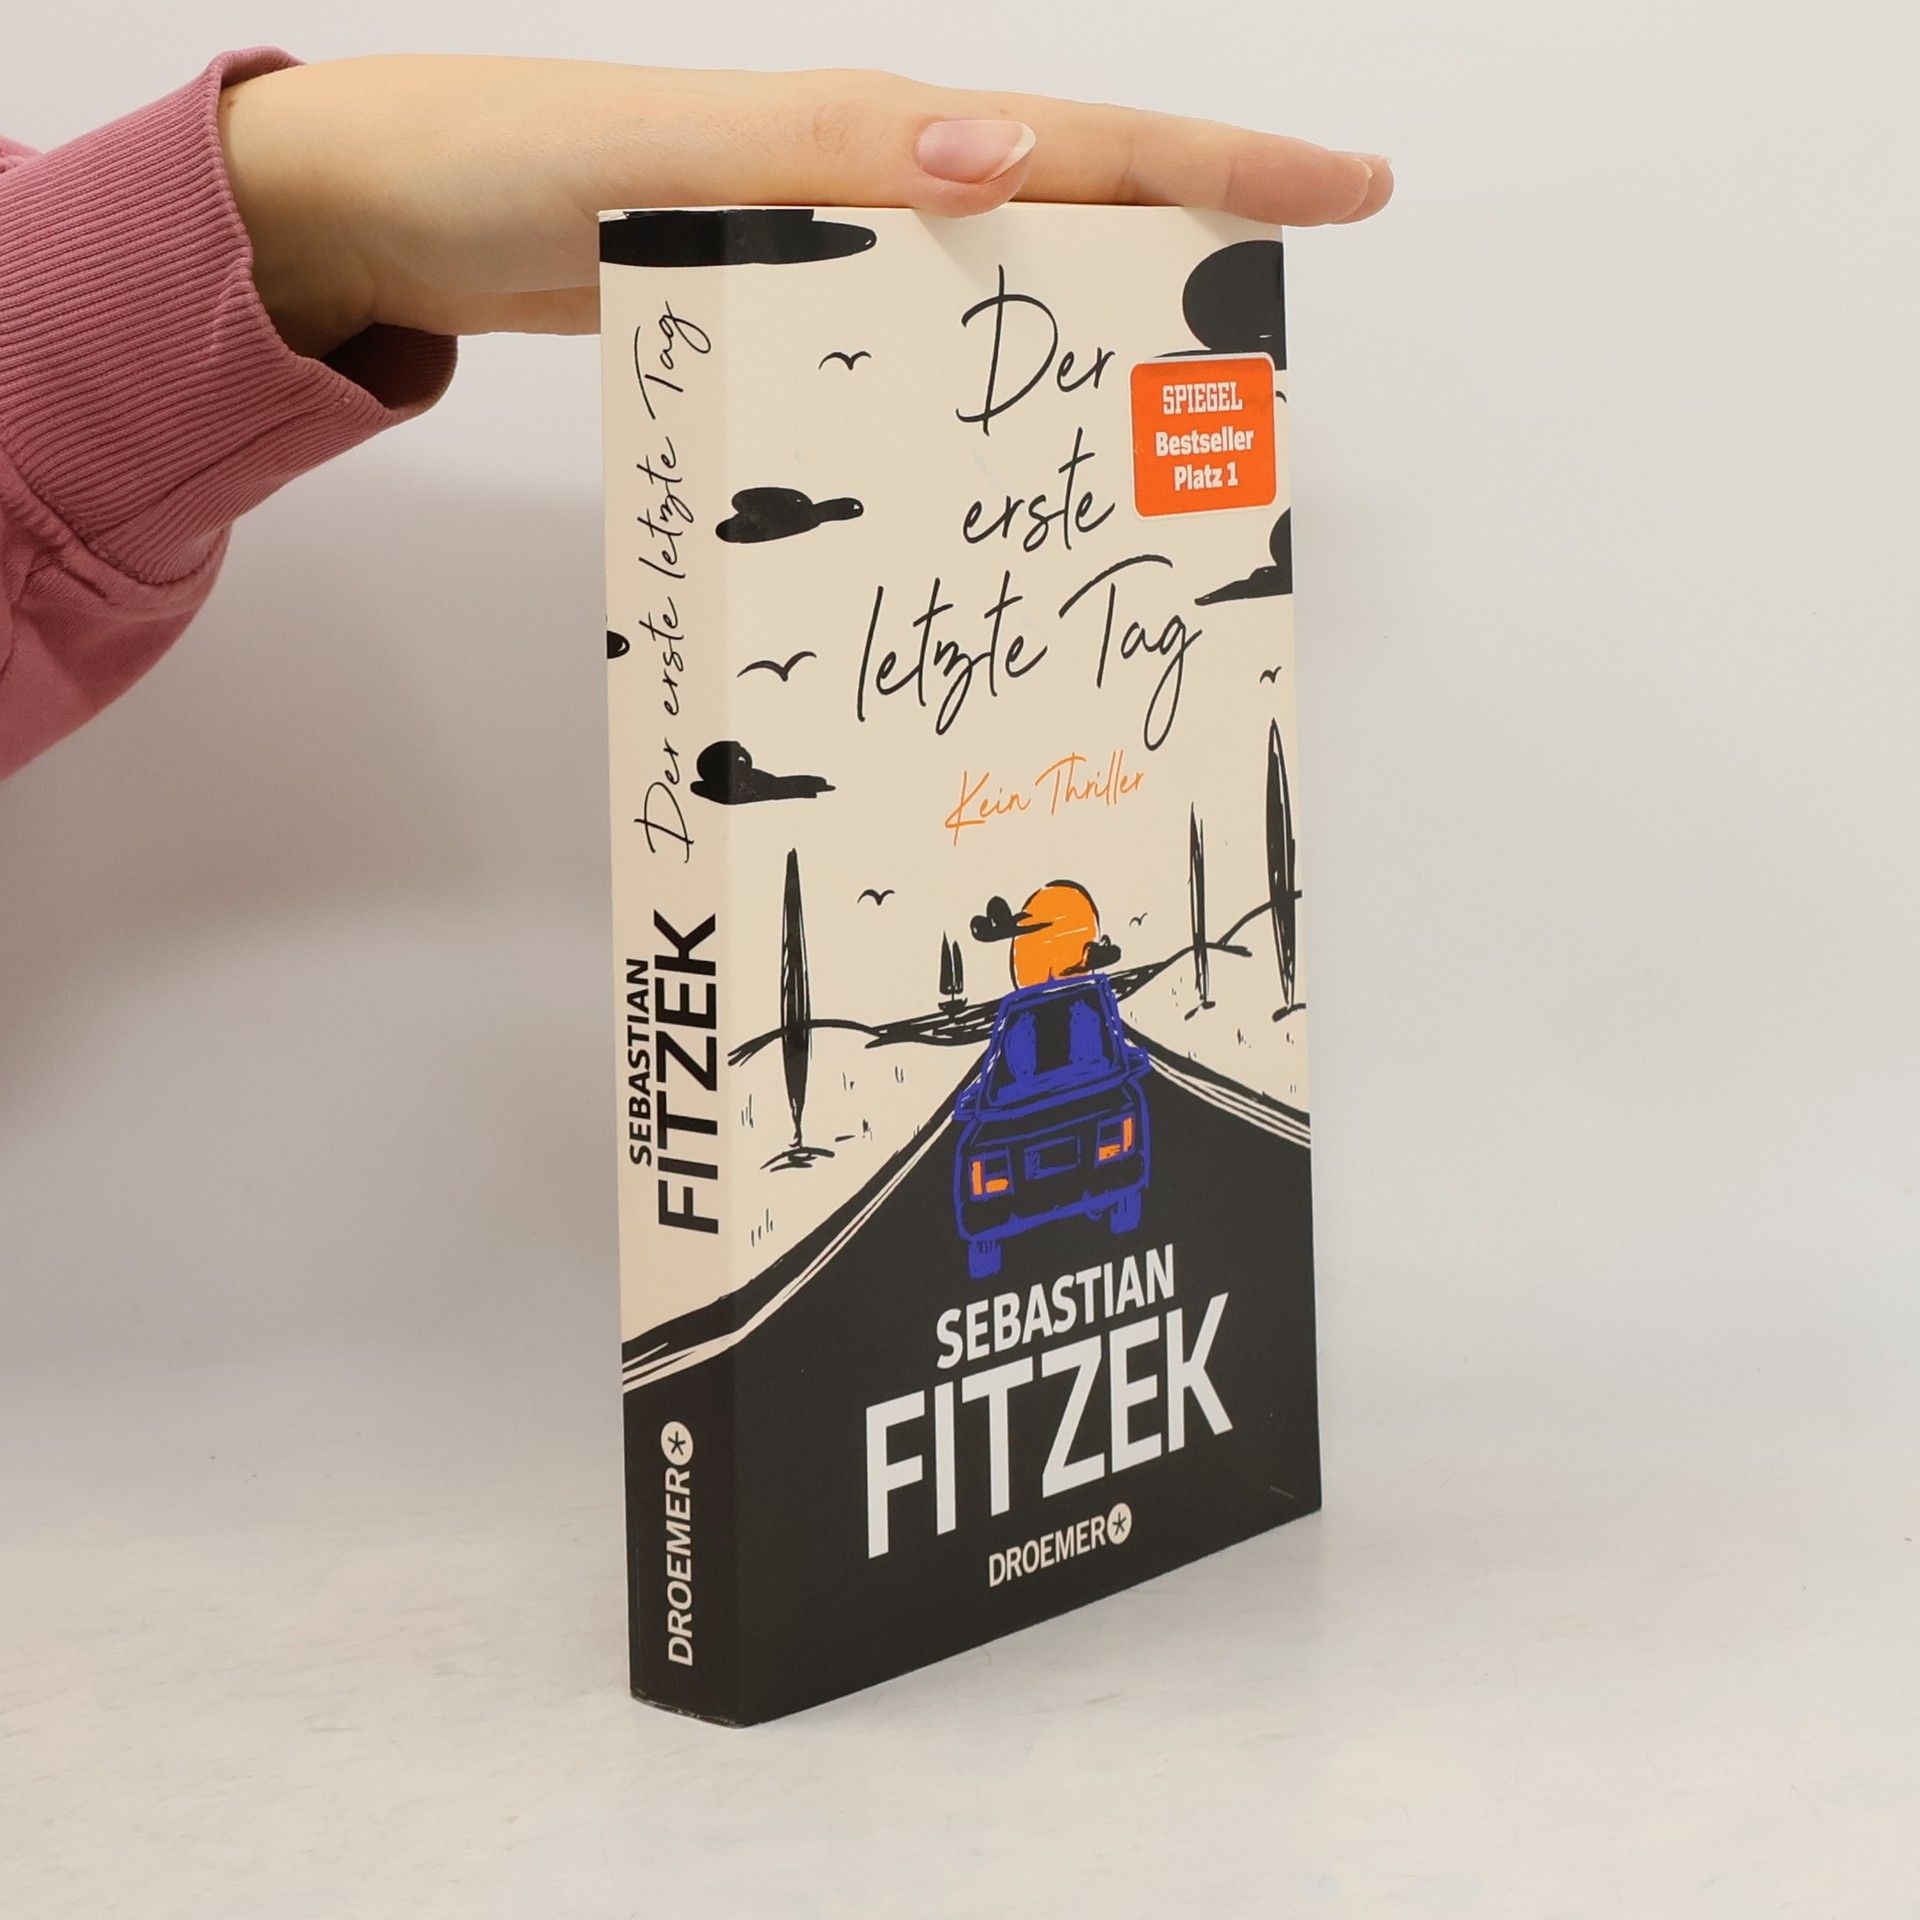 Der erste letzte Tag
SEBASTIAN
FITZEK
DROEMER
Der
erste
letzte Tag
SPIEGEL
Bestseller
Platz 1
Kein Thriller
SEBASTIAN
FITZEK
DROEMER